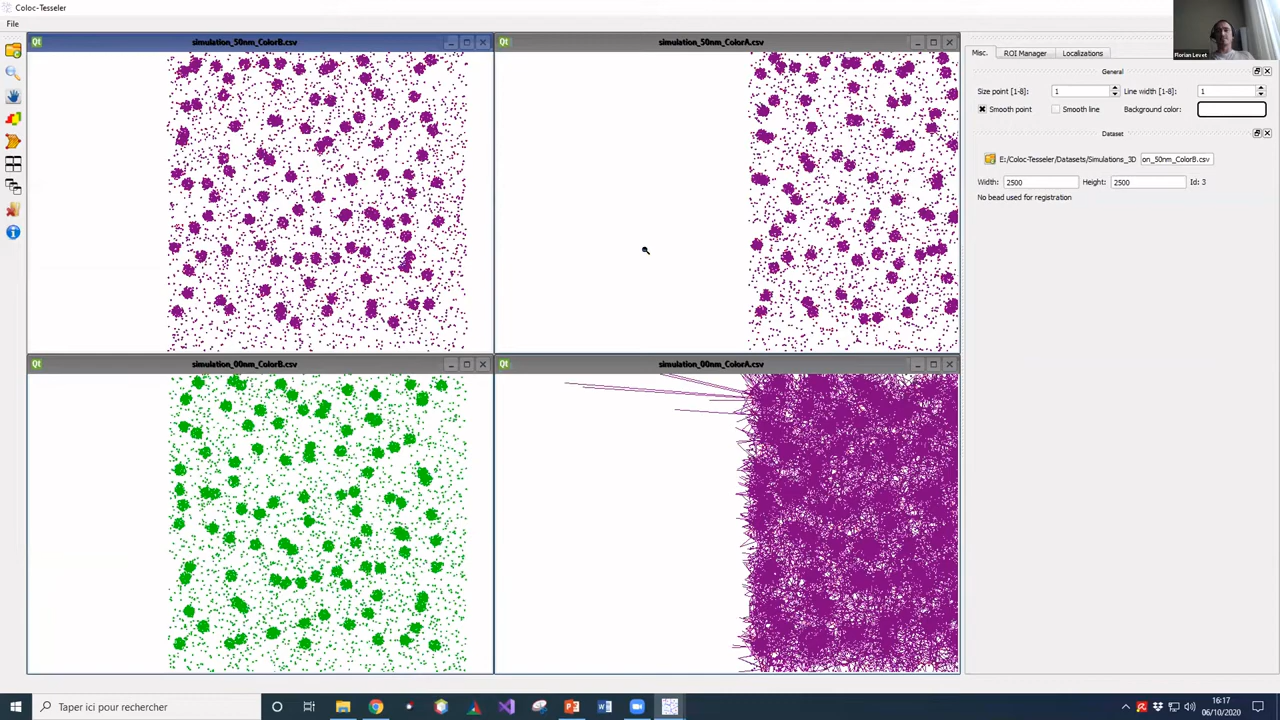 Coloc-Tesseler
File
simulation_50nm_ColorB.csv
simulation_50nm_ColorA.csv
simulation_00nm_ColorB.csv
simulation_00nm_ColorA.csv
Florian Levet
Misc.
ROI Manager
Localizations
General
Size point [1-8]:
1
Line width [1-8]:
1
Smooth point
Smooth line
Background color:
Dataset
E:/Coloc-Tesseler/Datasets/Simulations_3D
on_50nm_ColorB.csv
Width:
2500
Height:
2500
Id: 3
No bead used for registration
Taper ici pour rechercher
16:17
06/10/2020